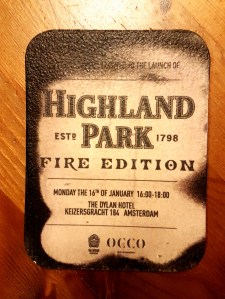 TO THE LAUNCH OF
HIGHLAND
ESTD PARK 1798
FIRE EDITION
MONDAY THE 16TH OF JANUARY 16:00-18:00
THE DYLAN HOTEL
KEIZERSGRACHT 384 AMSTERDAM
OCCO